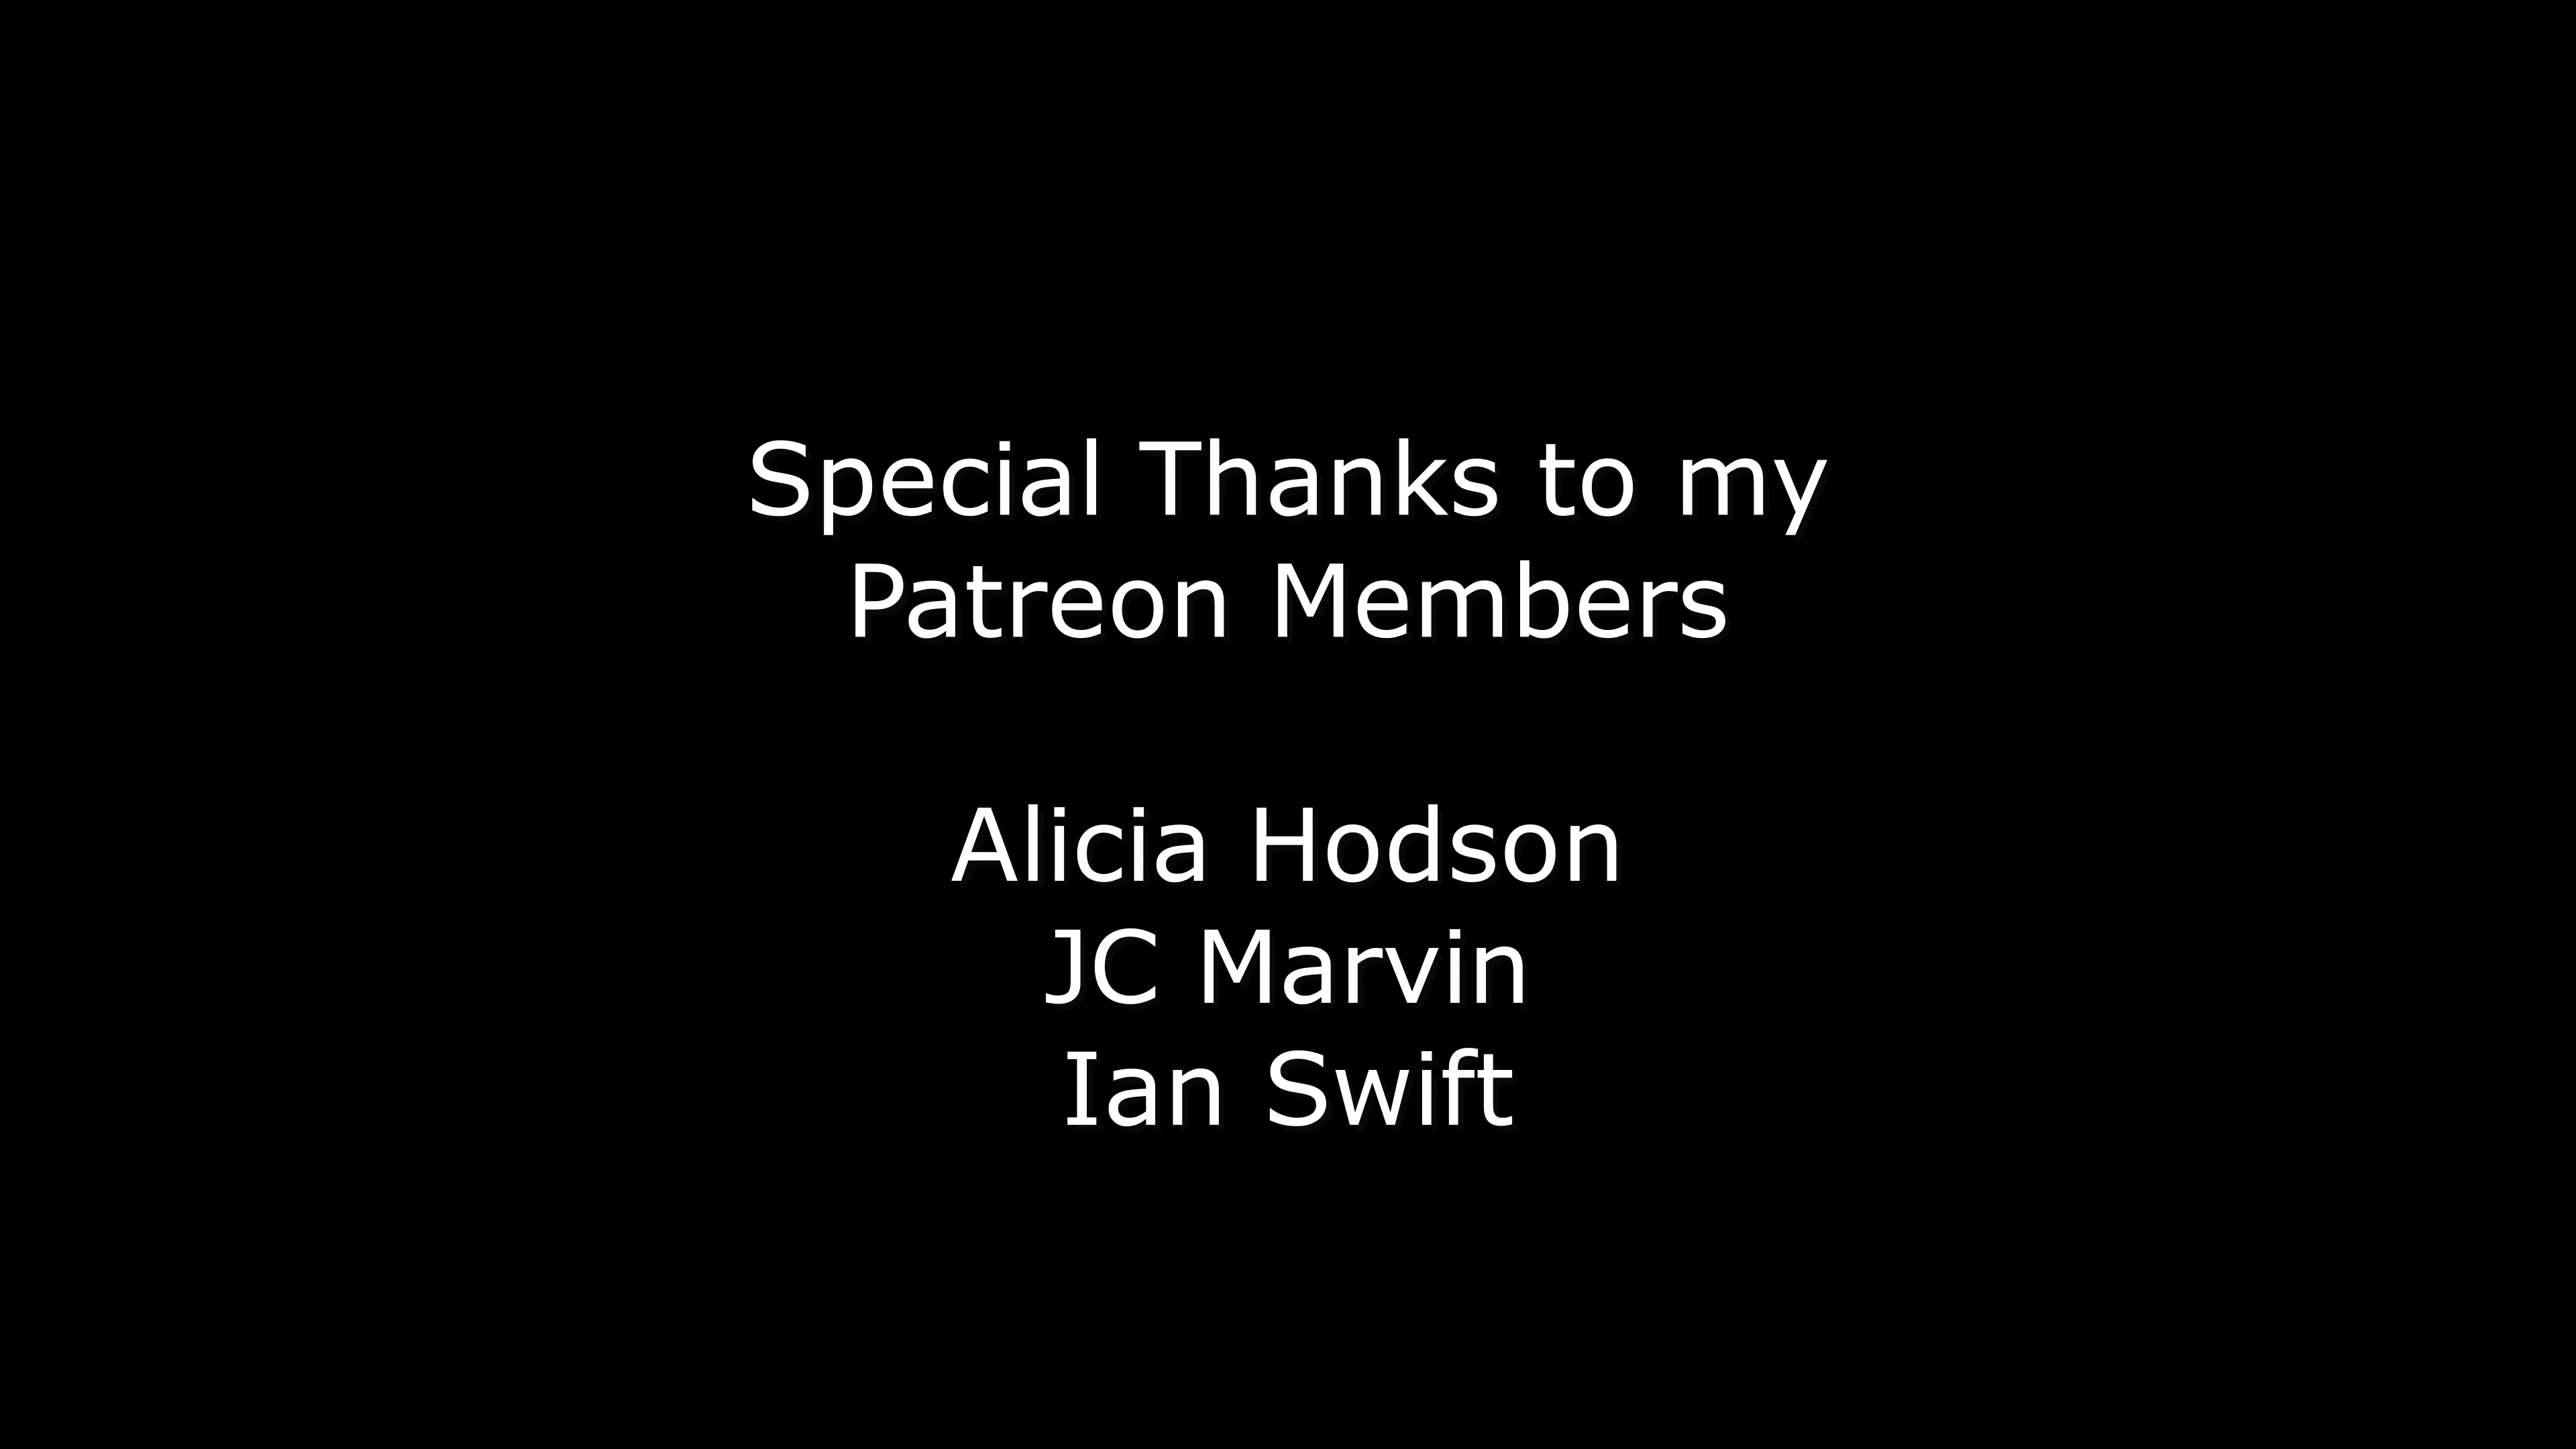 Special Thanks to my
Patreon Members
Alicia Hodson
JC Marvin
Ian Swift